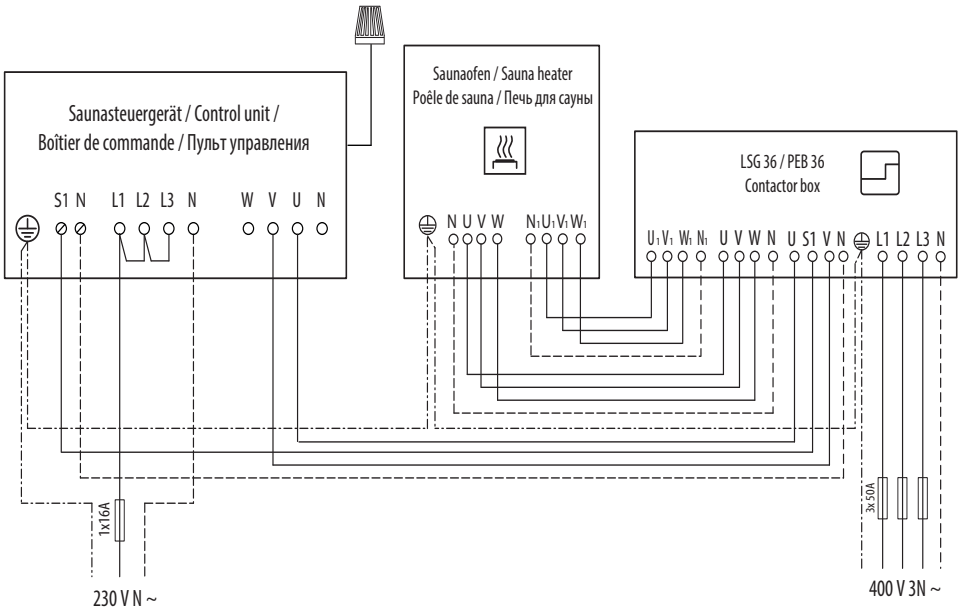 Saunasteuergerät / Control unit /
Boîtier de commande / Пульт управления
S1 N L1 L2 L3 N W V U N
Saunaofen / Sauna heater
Poêle de sauna / Печь для сауны
N U V W N1 U1 V1 W1
LSG 36 / PEB 36
Contactor box
U1 V1 W1 N1 U V W N U S1 V N L1 L2 L3 N
1x16A
3x 50A
230 V N ~
400 V 3N ~